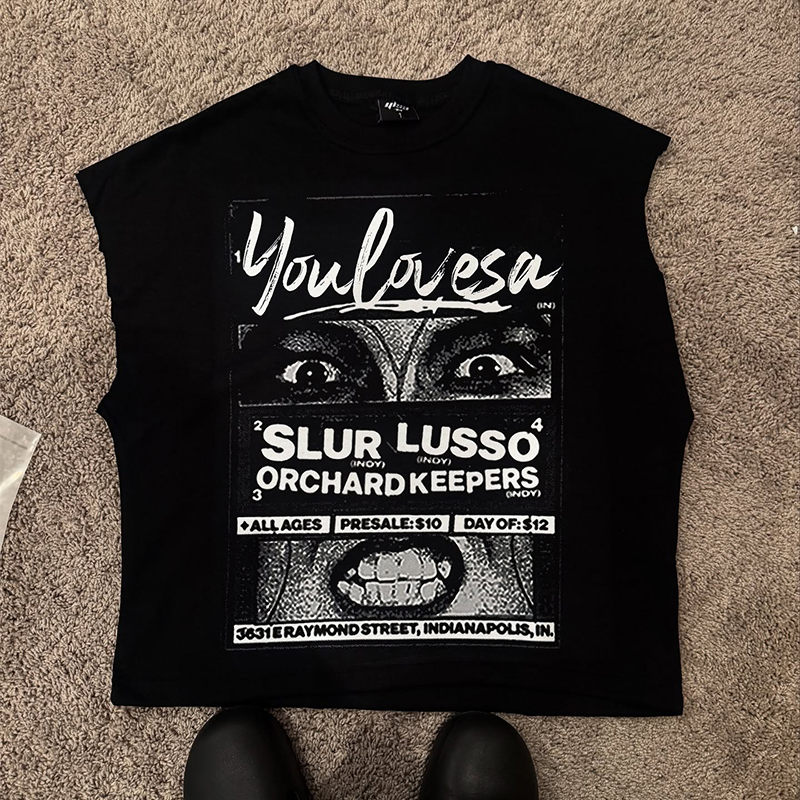 1 Youlovesa
(IN)
2 SLUR LUSSO 4
(INDY) (INDY)
3 ORCHARD KEEPERS
(INDY)
+ALL AGES PRESALE:$10 DAY OF:$12
3631 E RAYMOND STREET, INDIANAPOLIS, IN.